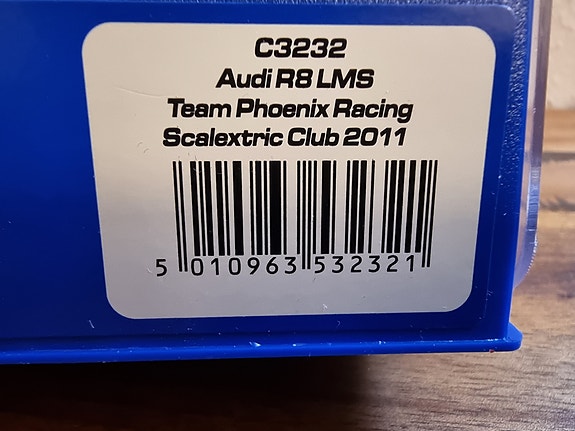 C3232
Audi R8 LMS
Team Phoenix Racing
Scalextric Club 2011
5 010963 532321